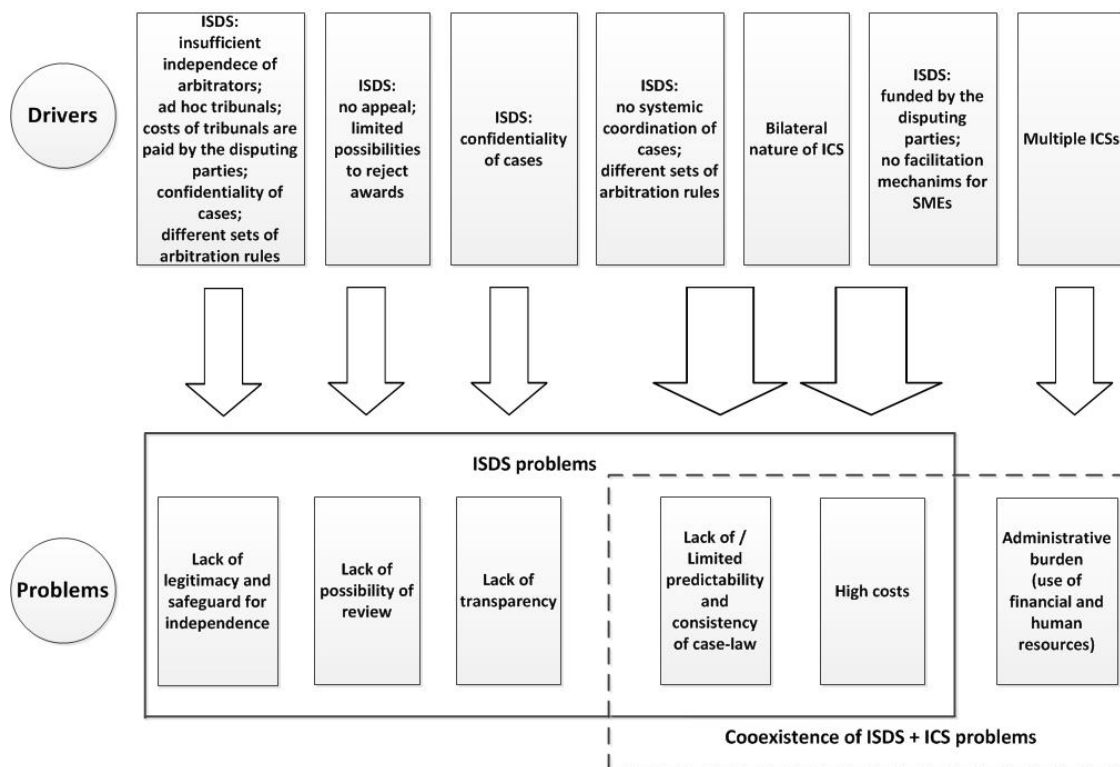 Drivers
ISDS:
insufficient
independece of
arbitrators;
ad hoc tribunals;
costs of tribunals are
paid by the disputing
parties;
confidentiality of
cases;
different sets of
arbitration rules
ISDS:
no appeal;
limited
possibilities
to reject
awards
ISDS:
confidentiality
of cases
ISDS:
no systemic
coordination of
cases;
different sets of
arbitration rules
Bilateral
nature of ICS
ISDS:
funded by the
disputing
parties;
no facilitation
mechanims for
SMEs
Multiple ICSs
ISDS problems
Problems
Lack of
legitimacy and
safeguard for
independence
Lack of
possibility of
review
Lack of
transparency
Lack of /
Limited
predictability
and
consistency
of case-law
High costs
Administrative
burden
(use of
financial and
human
resources)
Cooexistence of ISDS + ICS problems